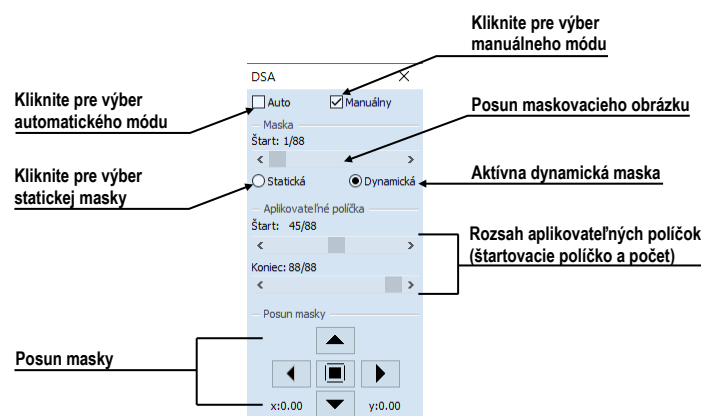 Kliknite pre výber
manuálneho módu
DSA
Kliknite pre výber
automatického módu
Auto
Manuálny
Posun maskovacieho obrázku
Maska
Štart: 1/88
Kliknite pre výber
statickej masky
Statická
Dynamická
Aktívna dynamická maska
Aplikovateľné políčka
Štart: 45/88
Rozsah aplikovateľných políčok
(štartovacie políčko a počet)
Koniec: 88/88
Posun masky
Posun masky
x:0.00
y:0.00